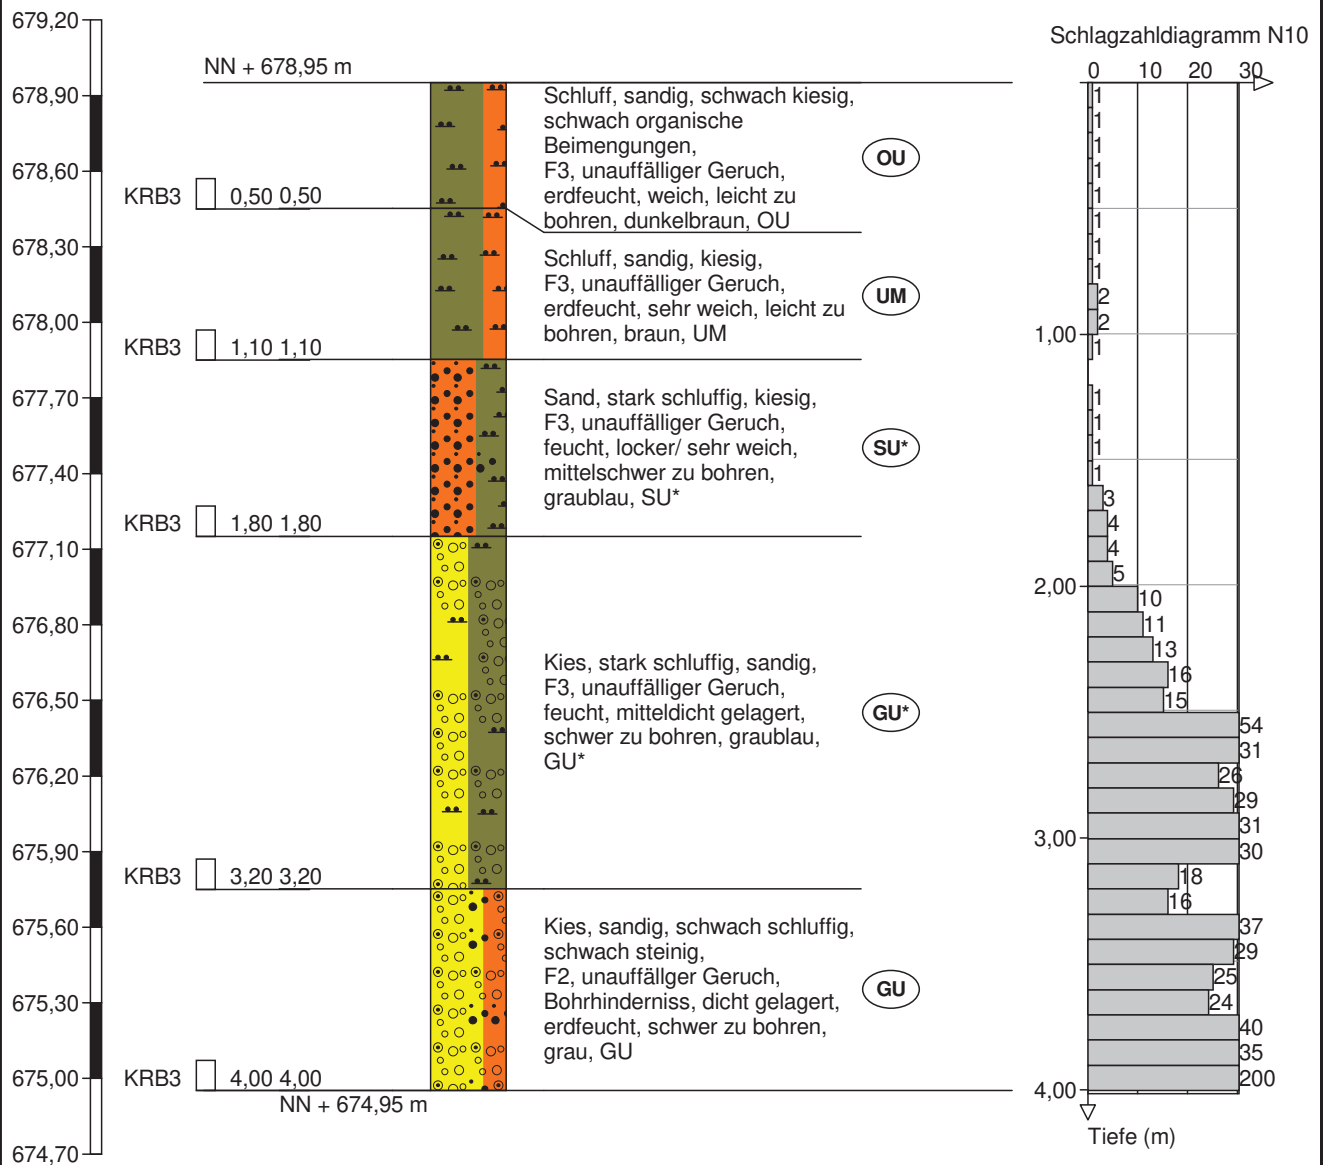 679,20
678,90
678,60
678,30
678,00
677,70
677,40
677,10
676,80
676,50
676,20
675,90
675,60
675,30
675,00
674,70
NN + 678,95 m
KRB3 0,50 0,50
KRB3 1,10 1,10
KRB3 1,80 1,80
KRB3 3,20 3,20
KRB3 4,00 4,00
NN + 674,95 m
Schluff, sandig, schwach kiesig,
schwach organische
Beimengungen,
F3, unauffälliger Geruch,
erdfeucht, weich, leicht zu
bohren, dunkelbraun, OU
OU
Schluff, sandig, kiesig,
F3, unauffälliger Geruch,
erdfeucht, sehr weich, leicht zu
bohren, braun, UM
UM
Sand, stark schluffig, kiesig,
F3, unauffälliger Geruch,
feucht, locker/ sehr weich,
mittelschwer zu bohren,
graublau, SU*
SU*
Kies, stark schluffig, sandig,
F3, unauffälliger Geruch,
feucht, mitteldicht gelagert,
schwer zu bohren, graublau,
GU*
GU*
Kies, sandig, schwach schluffig,
schwach steinig,
F2, unauffällger Geruch,
Bohrhinderniss, dicht gelagert,
erdfeucht, schwer zu bohren,
grau, GU
GU
Schlagzahldiagramm N10
0 10 20 30
1
1
1
1
1
1
1
1
2
2
1,00
1
1
1
1
1
3
4
4
5
2,00
10
11
13
16
15
54
31
26
29
31
3,00
30
18
16
37
29
25
24
40
35
200
4,00
Tiefe (m)